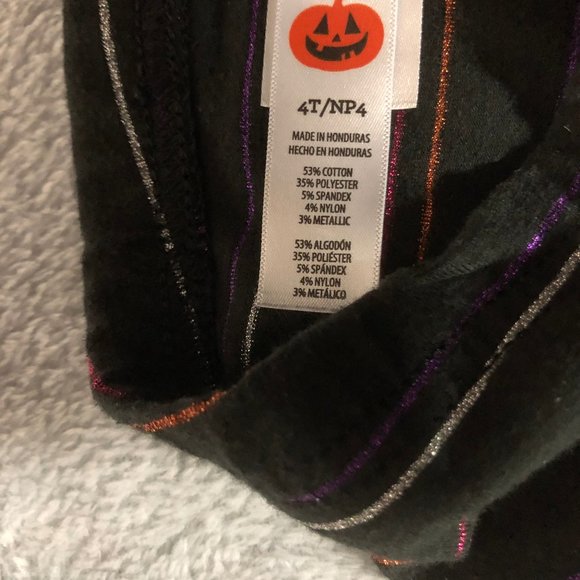 4T/NP4
MADE IN HONDURAS
HECHO EN HONDURAS
53% COTTON
35% POLYESTER
5% SPANDEX
4% NYLON
3% METALLIC
53% ALGODÓN
35% POLIÉSTER
5% SPÁNDEX
4% NYLON
3% METÁLICO